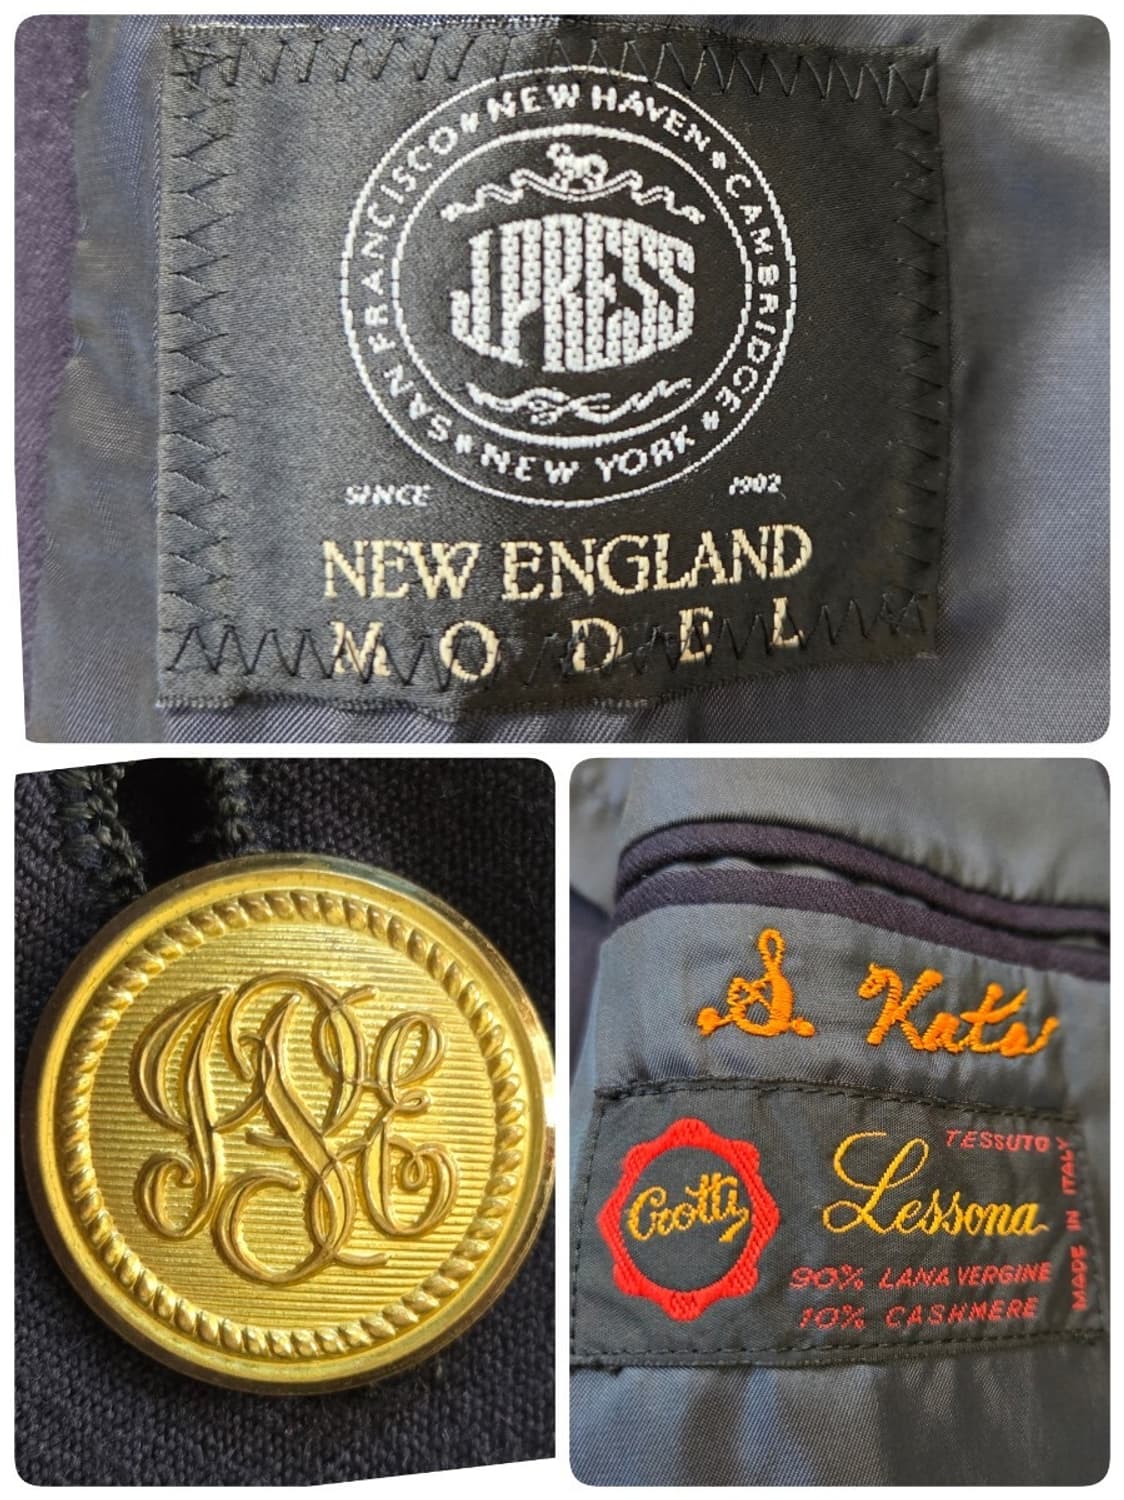 NEW HAVEN * CAMBRIDGE * NEW YORK * SAN FRANCISCO *
J.PRESS
SINCE 1902
NEW ENGLAND
MODEL
S. Kato
Crotti
TESSUTO
Lessona
90% LANA VERGINE
10% CASHMERE
MADE IN ITALY